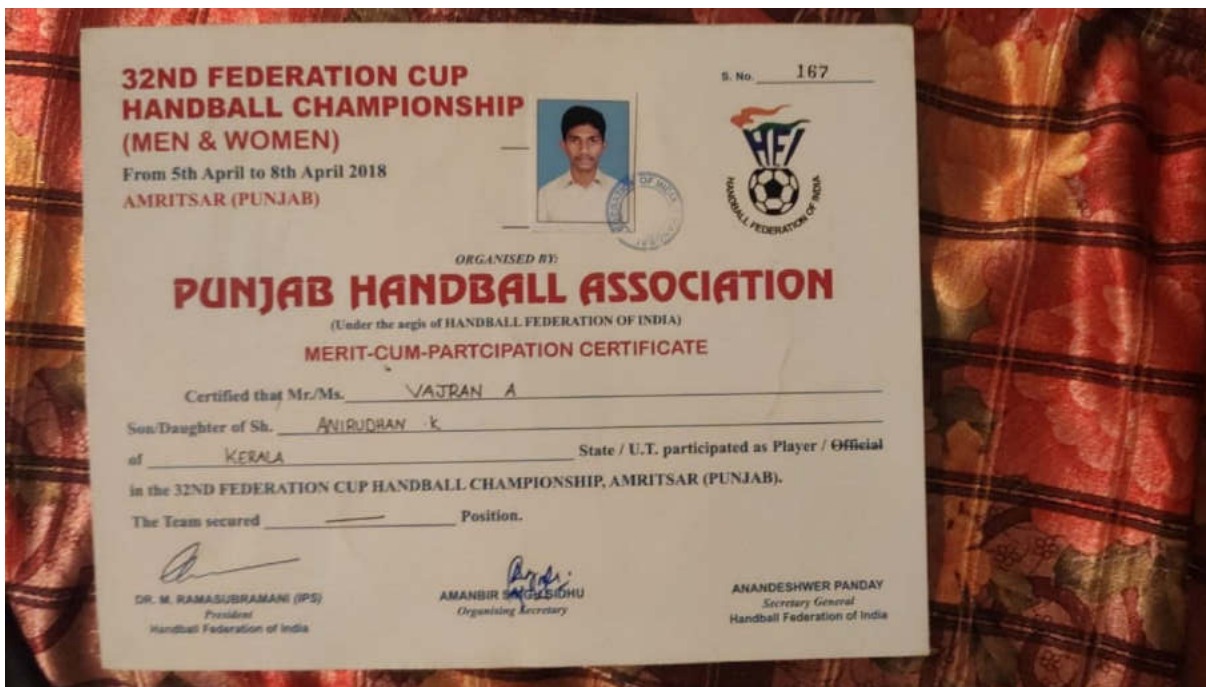 32ND FEDERATION CUP
HANDBALL CHAMPIONSHIP
(MEN & WOMEN)
From 5th April to 8th April 2018
AMRITSAR (PUNJAB)
S. No. 167
HFI
HANDBALL FEDERATION OF INDIA
OF INDIA
ORGANISED BY:
PUNJAB HANDBALL ASSOCIATION
(Under the aegis of HANDBALL FEDERATION OF INDIA)
MERIT-CUM-PARTCIPATION CERTIFICATE
Certified that Mr./Ms. VAJRAN A
Son/Daughter of Sh. ANIRUDHAN K
of KERALA State / U.T. participated as Player / Official
in the 32ND FEDERATION CUP HANDBALL CHAMPIONSHIP, AMRITSAR (PUNJAB).
The Team secured — Position.
DR. M. RAMASUBRAMANI (IPS)
President
Handball Federation of India
AMANBIR SINGH SIDHU
Organising Secretary
ANANDESHWER PANDAY
Secretary General
Handball Federation of India